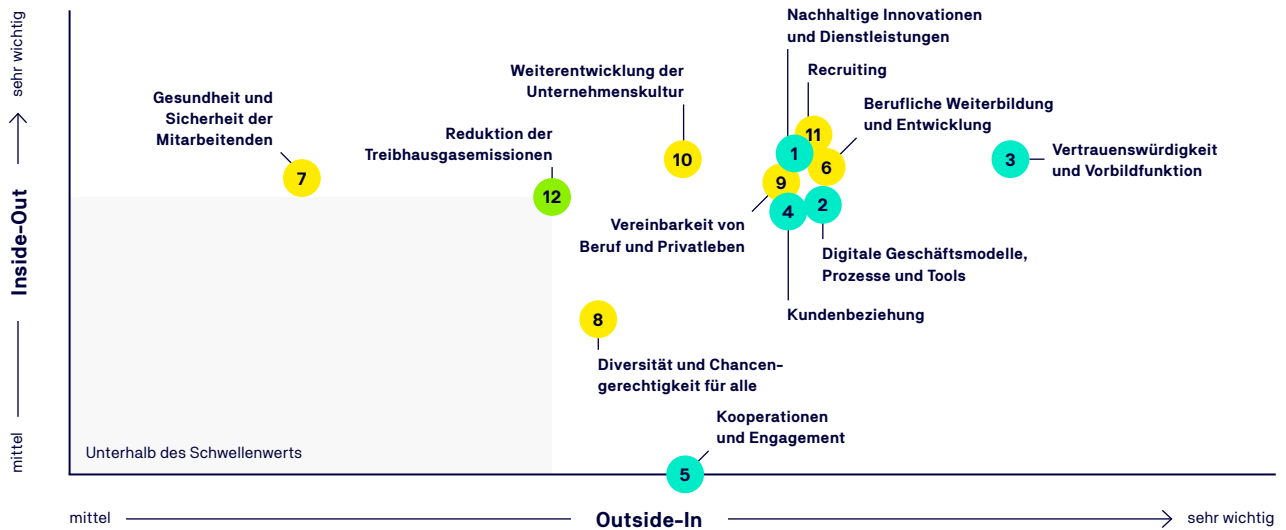 Nachhaltige Innovationen
und Dienstleistungen
Recruiting
Weiterentwicklung der
Unternehmenskultur
Berufliche Weiterbildung
und Entwicklung
Gesundheit und
Sicherheit der
Mitarbeitenden
Reduktion der
Treibhausgasemissionen
11
1
10
3
6
7
9
12
4
2
Vertrauenswürdigkeit
und Vorbildfunktion
Vereinbarkeit von
Beruf und Privatleben
Digitale Geschäftsmodelle,
Prozesse und Tools
Kundenbeziehung
8
Diversität und Chancen-
gerechtigkeit für alle
Kooperationen
und Engagement
5
Unterhalb des Schwellenwerts
sehr wichtig
Inside-Out
mittel
mittel
Outside-In
sehr wichtig